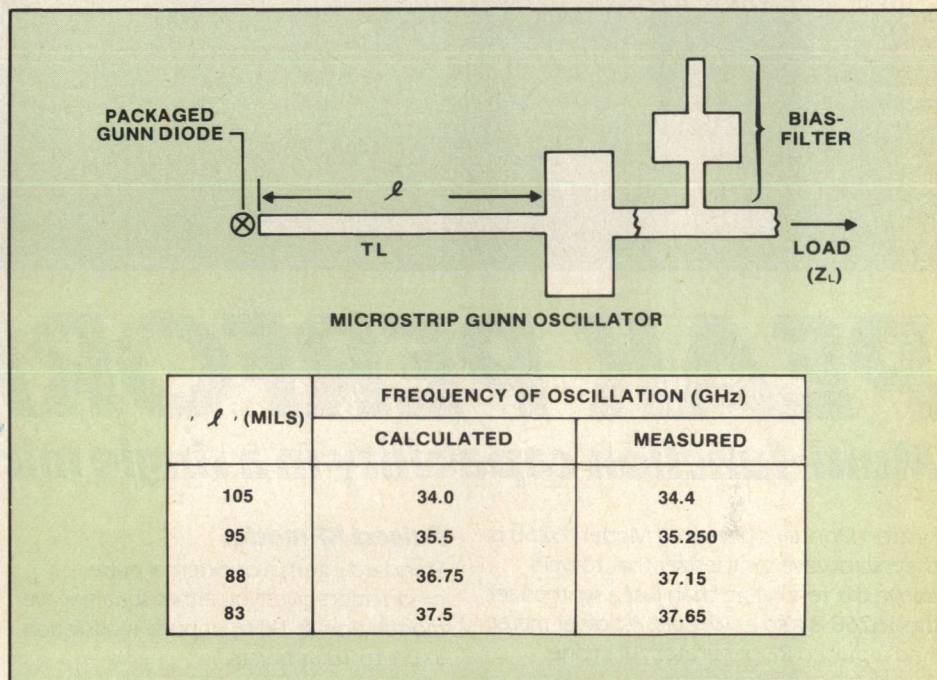 PACKAGED
GUNN DIODE
ℓ
TL
BIAS-
FILTER
LOAD
(ZL)
MICROSTRIP GUNN OSCILLATOR
ℓ (MILS)
FREQUENCY OF OSCILLATION (GHz)
CALCULATED MEASURED
105 34.0 34.4
95 35.5 35.250
88 36.75 37.15
83 37.5 37.65